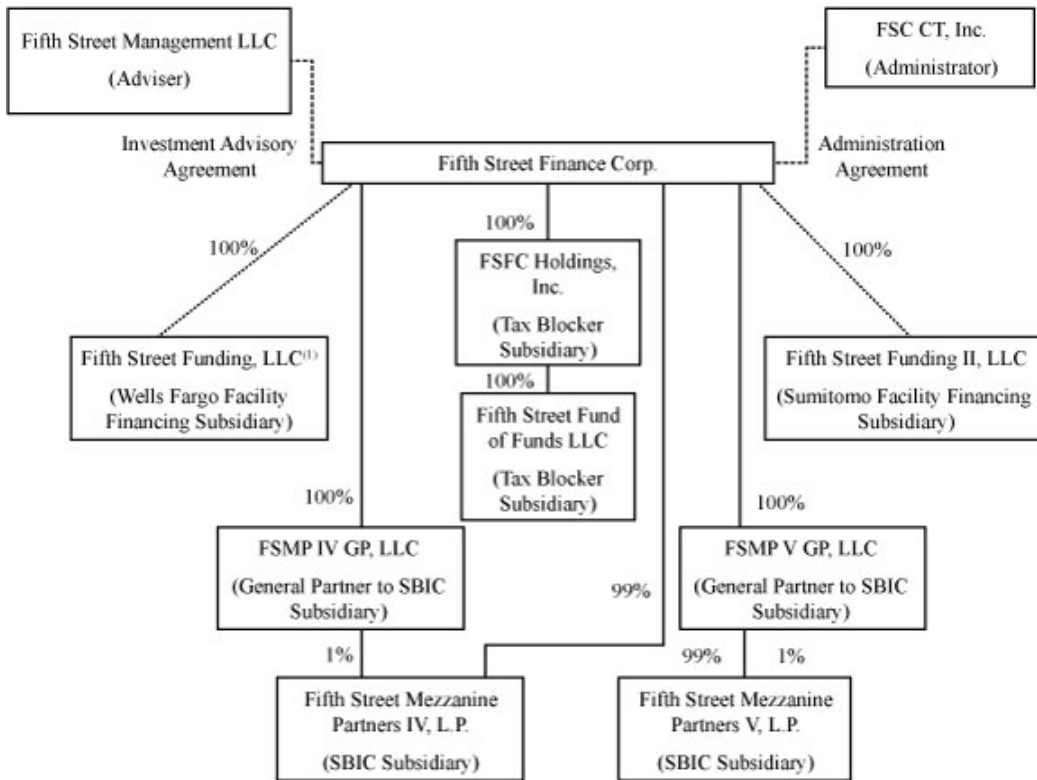 Fifth Street Management LLC
(Adviser)
FSC CT, Inc.
(Administrator)
Investment Advisory
Agreement
Fifth Street Finance Corp.
Administration
Agreement
100%
100%
100%
FSFC Holdings,
Inc.
(Tax Blocker
Subsidiary)
Fifth Street Funding, LLC(1)
(Wells Fargo Facility
Financing Subsidiary)
100%
Fifth Street Fund
of Funds LLC
(Tax Blocker
Subsidiary)
Fifth Street Funding II, LLC
(Sumitomo Facility Financing
Subsidiary)
100%
100%
FSMP IV GP, LLC
(General Partner to SBIC
Subsidiary)
99%
FSMP V GP, LLC
(General Partner to SBIC
Subsidiary)
1%
99%
1%
Fifth Street Mezzanine
Partners IV, L.P.
(SBIC Subsidiary)
Fifth Street Mezzanine
Partners V, L.P.
(SBIC Subsidiary)